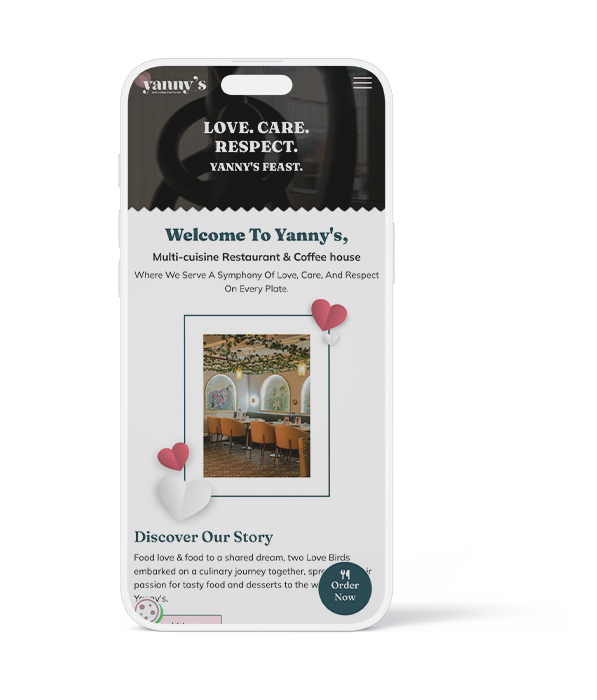 yanny's
LOVE. CARE.
RESPECT.
YANNY'S FEAST.
Welcome To Yanny's,
Multi-cuisine Restaurant & Coffee house
Where We Serve A Symphony Of Love, Care, And Respect
On Every Plate.
Discover Our Story
Food love & food to a shared dream, two Love Birds
embarked on a culinary journey together,
passion for tasty food and desserts to the
Yanny's.
Order
Now